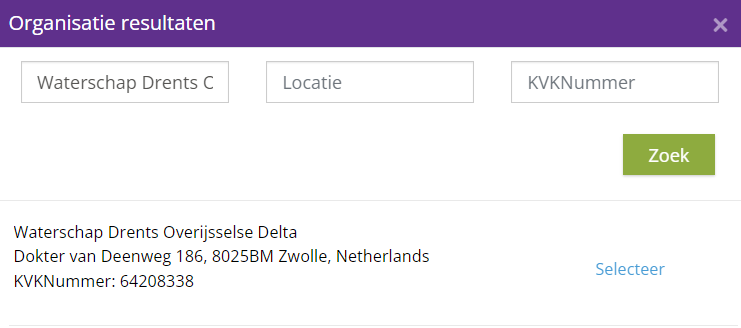 Organisatie resultaten
×
Waterschap Drents O
Locatie
KVKNummer
Zoek
Waterschap Drents Overijsselse Delta
Dokter van Deenweg 186, 8025BM Zwolle, Netherlands
Selecteer
KVKNummer: 64208338